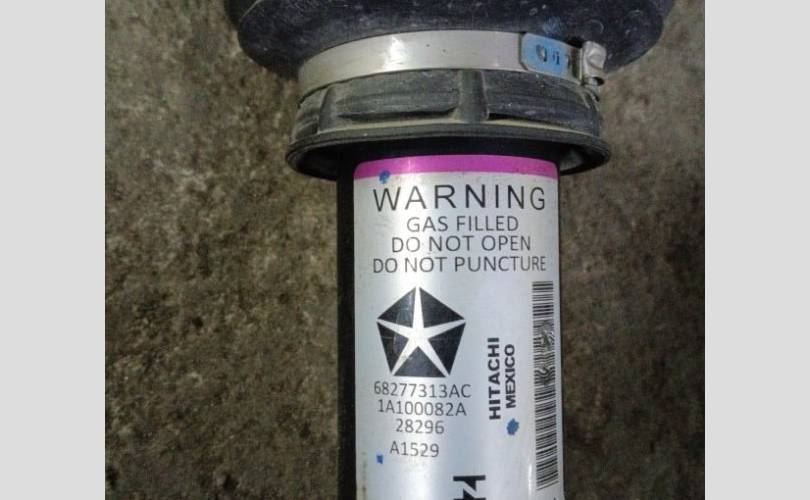 WARNING
GAS FILLED
DO NOT OPEN
DO NOT PUNCTURE
68277313AC
1A100082A
28296
A1529
HITACHI
MEXICO